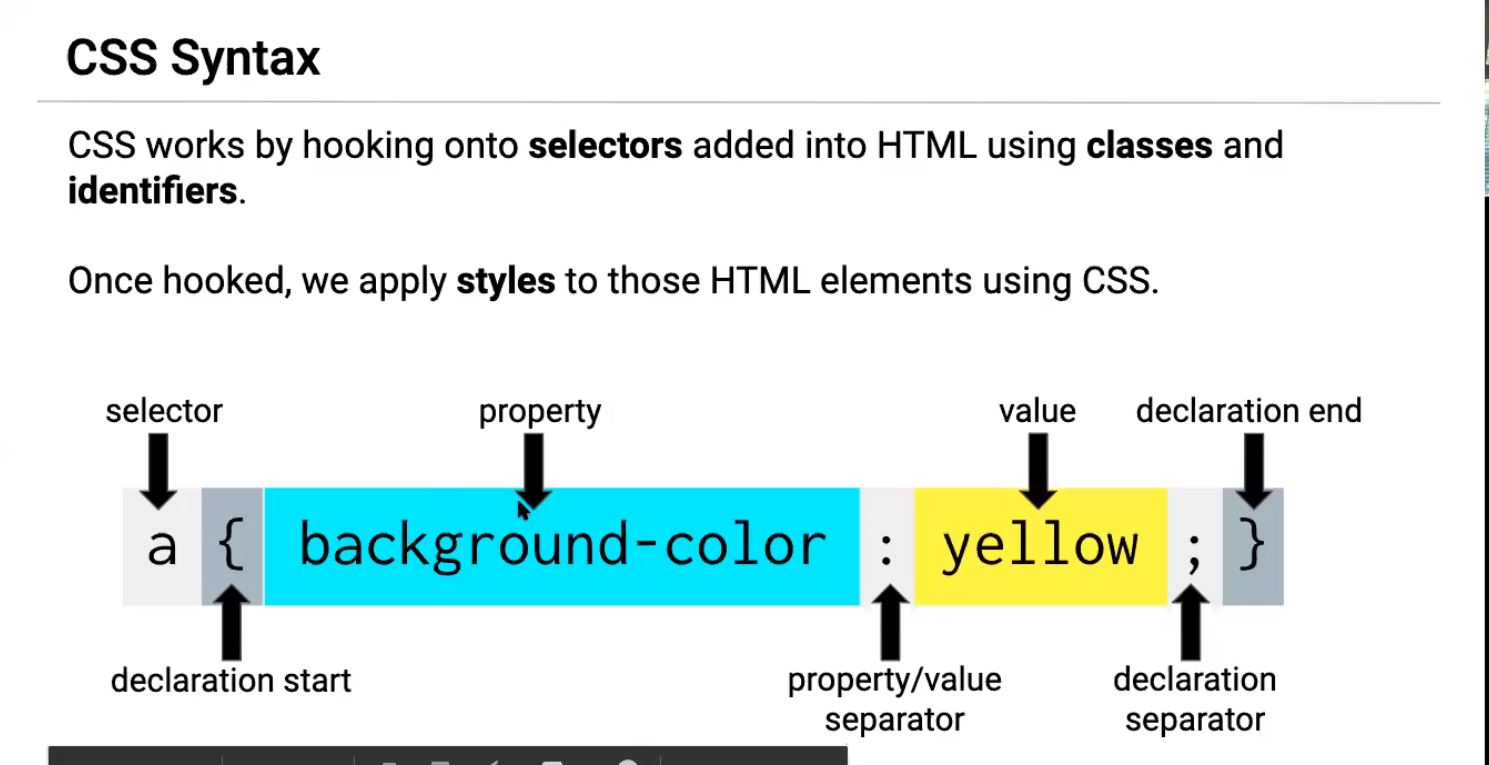 CSS Syntax
CSS works by hooking onto selectors added into HTML using classes and
identifiers.
Once hooked, we apply styles to those HTML elements using CSS.
selector property value declaration end
a { background-color : yellow ; }
declaration start property/value declaration
separator separator